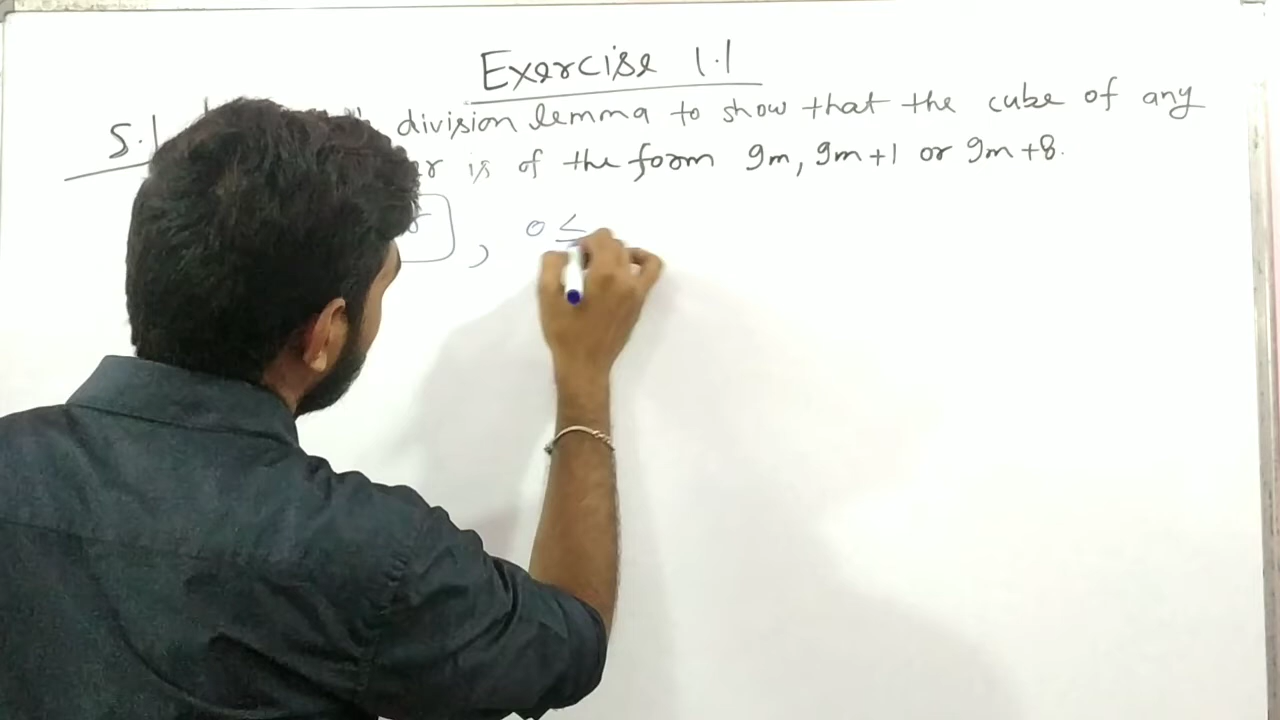 Exercise 1.1
5. division lemma to show that the cube of any
is of the form 9m, 9m+1 or 9m+8.
, 0 ≤